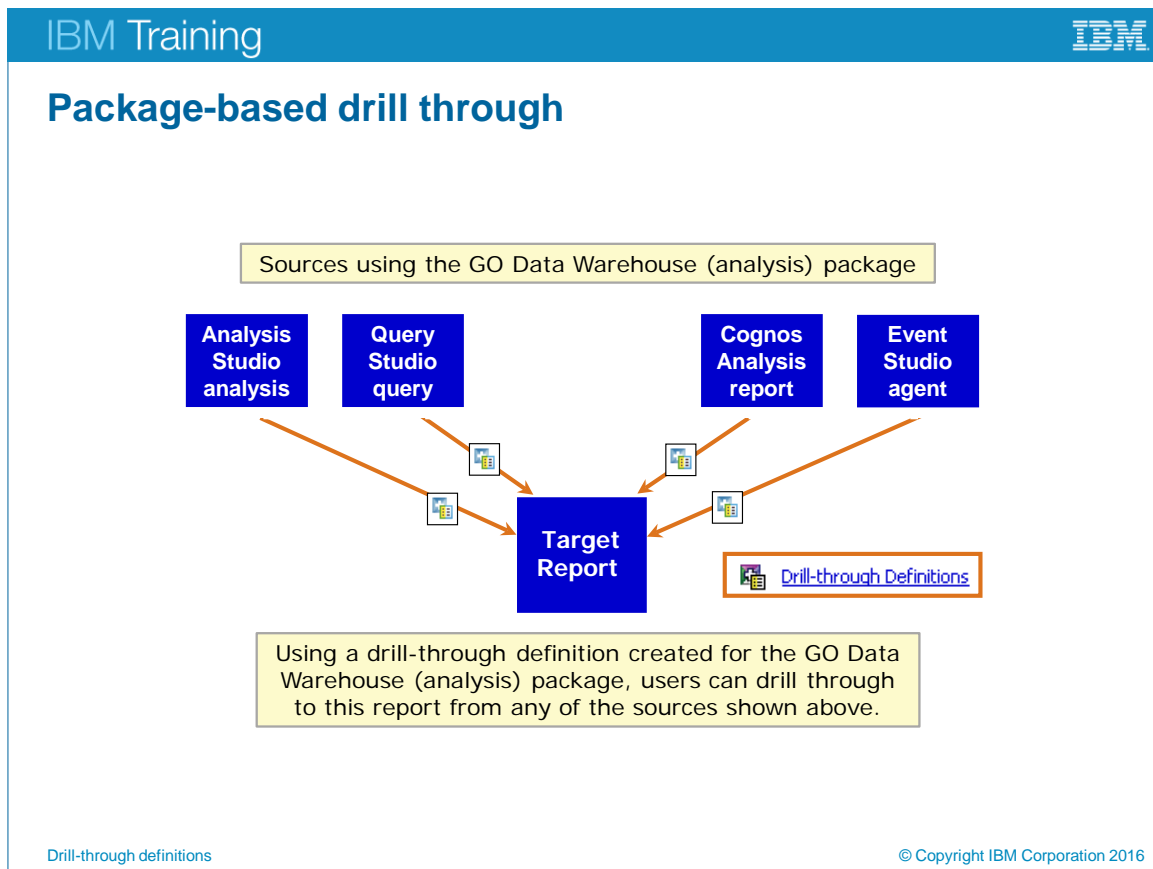 IBM Training
IBM
Package-based drill through
Sources using the GO Data Warehouse (analysis) package
Analysis
Studio
analysis
Query
Studio
query
Cognos
Analysis
report
Event
Studio
agent
Target
Report
Drill-through Definitions
Using a drill-through definition created for the GO Data
Warehouse (analysis) package, users can drill through
to this report from any of the sources shown above.
Drill-through definitions
© Copyright IBM Corporation 2016